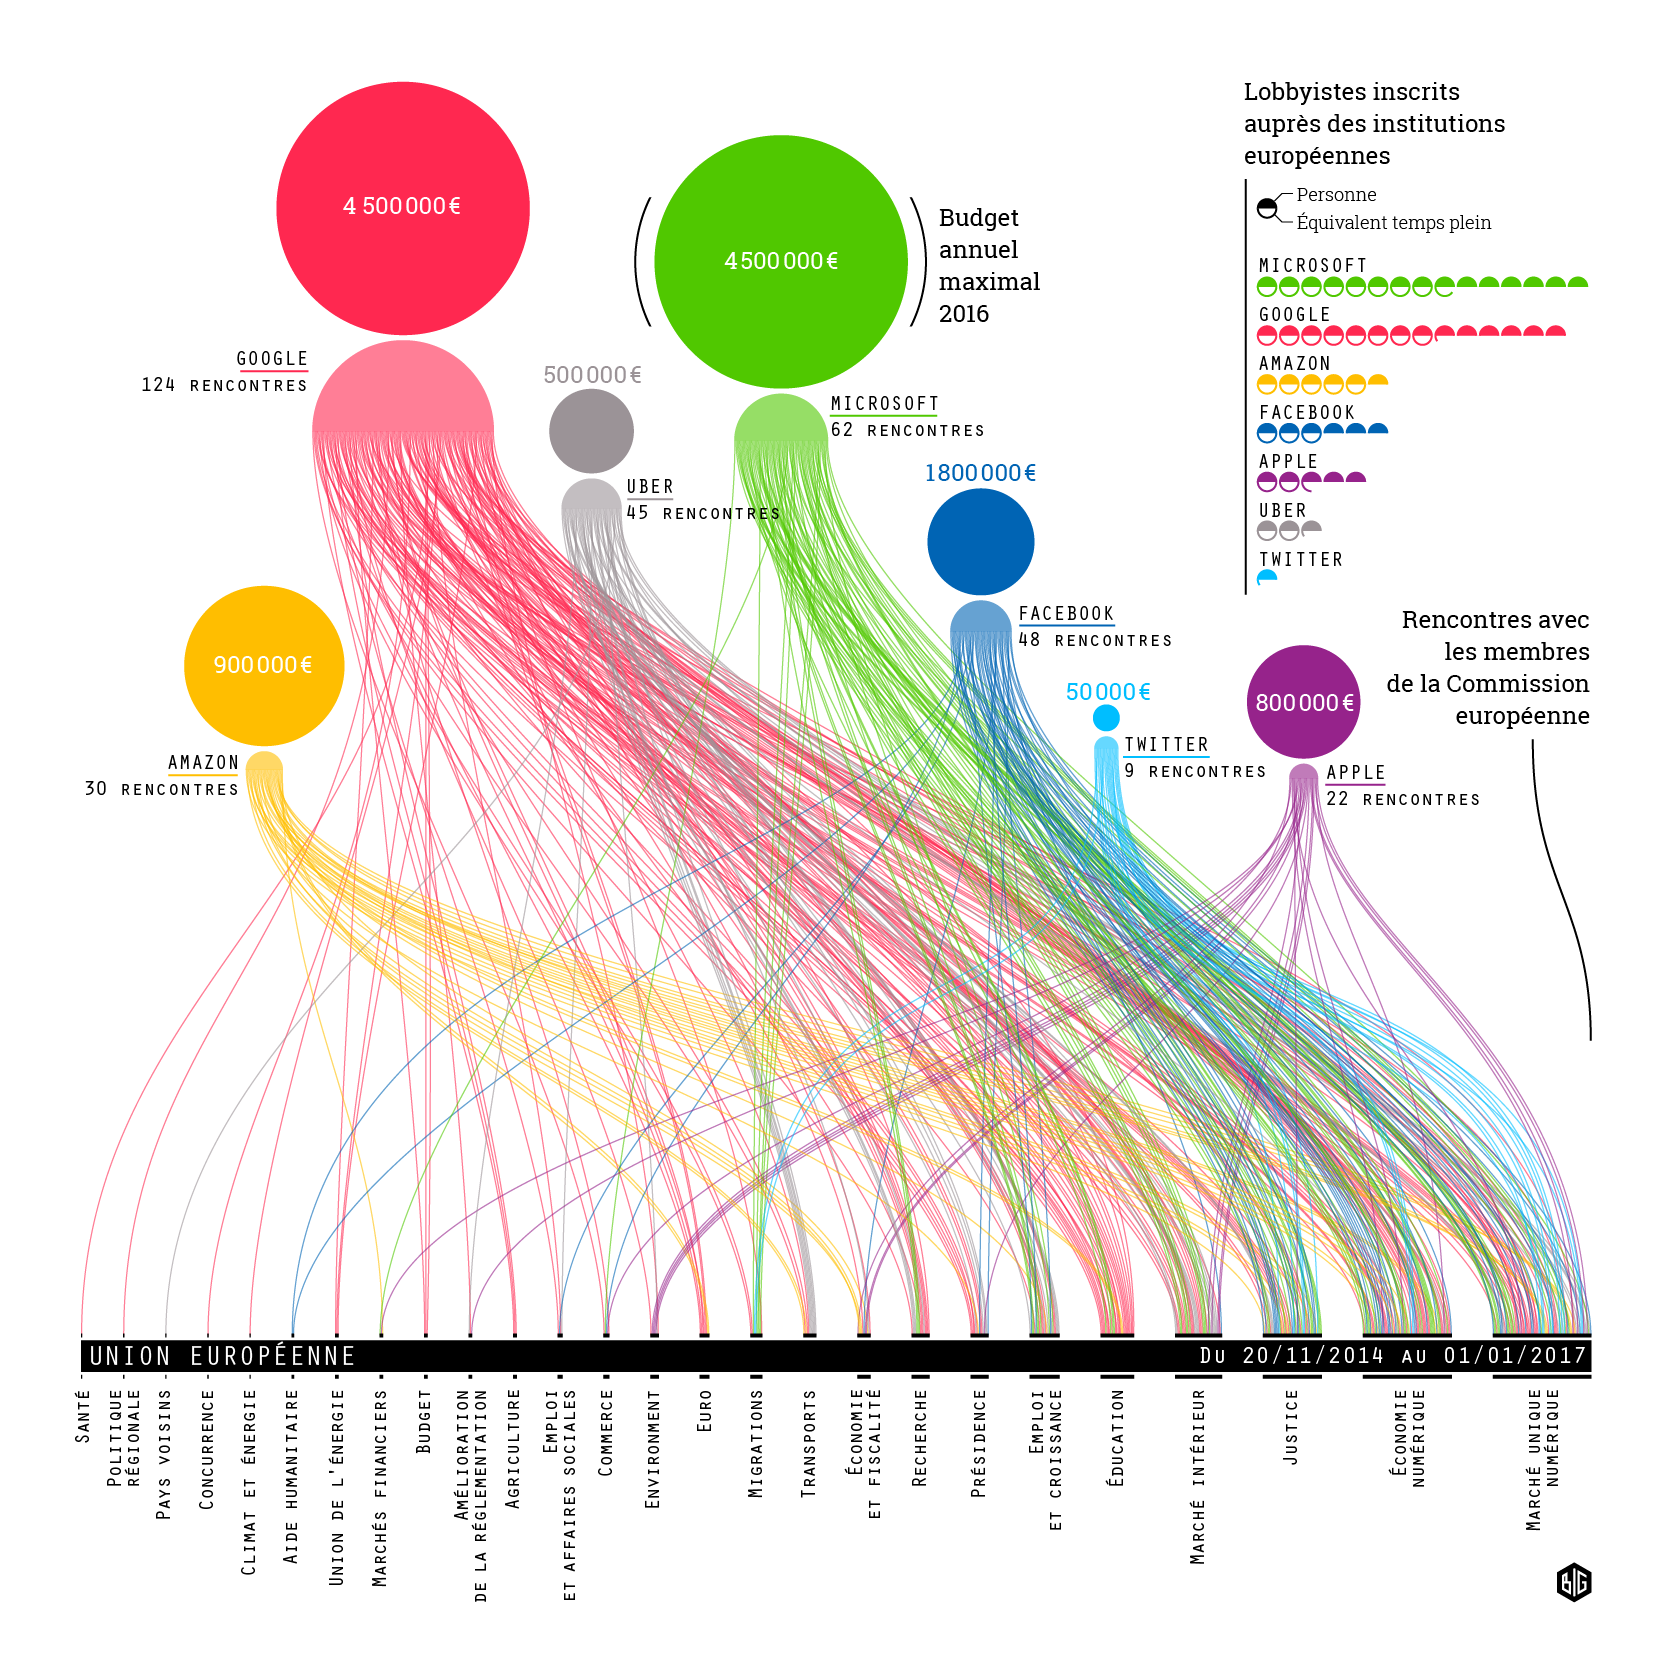 Lobbyistes inscrits
auprès des institutions
européennes
Personne
Équivalent temps plein
MICROSOFT
GOOGLE
AMAZON
FACEBOOK
APPLE
UBER
TWITTER
4 500 000 €
GOOGLE
124 RENCONTRES
4 500 000 €
Budget
annuel
maximal
2016
MICROSOFT
62 RENCONTRES
500 000 €
UBER
45 RENCONTRES
1 800 000 €
FACEBOOK
48 RENCONTRES
900 000 €
AMAZON
30 RENCONTRES
50 000 €
TWITTER
9 RENCONTRES
800 000 €
APPLE
22 RENCONTRES
Rencontres avec
les membres
de la Commission
européenne
UNION EUROPÉENNE
DU 20/11/2014 AU 01/01/2017
SANTÉ
POLITIQUE
RÉGIONALE
PAYS VOISINS
CONCURRENCE
CLIMAT ET ÉNERGIE
AIDE HUMANITAIRE
UNION DE L'ÉNERGIE
MARCHÉS FINANCIERS
BUDGET
AMÉLIORATION
DE LA RÉGLEMENTATION
AGRICULTURE
EMPLOI
ET AFFAIRES SOCIALES
COMMERCE
ENVIRONMENT
EURO
MIGRATIONS
TRANSPORTS
ÉCONOMIE
ET FISCALITÉ
RECHERCHE
PRÉSIDENCE
EMPLOI
ET CROISSANCE
ÉDUCATION
MARCHÉ INTÉRIEUR
JUSTICE
ÉCONOMIE
NUMÉRIQUE
MARCHÉ UNIQUE
NUMÉRIQUE
BIG